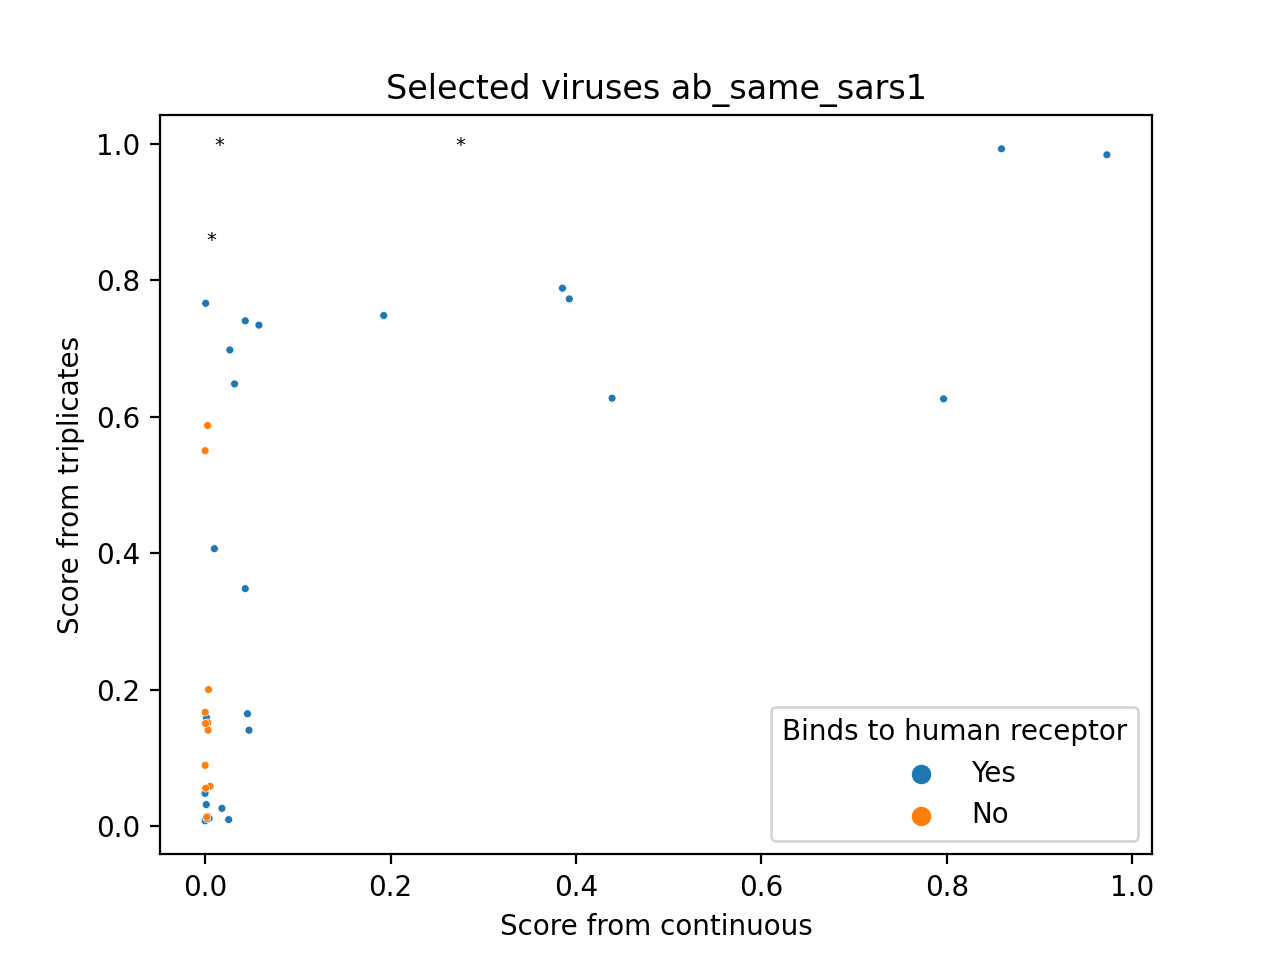 Selected viruses ab_same_sars1
*
*
*
1.0
0.8
0.6
0.4
0.2
0.0
Score from triplicates
Binds to human receptor
Yes
No
0.0 0.2 0.4 0.6 0.8 1.0
Score from continuous